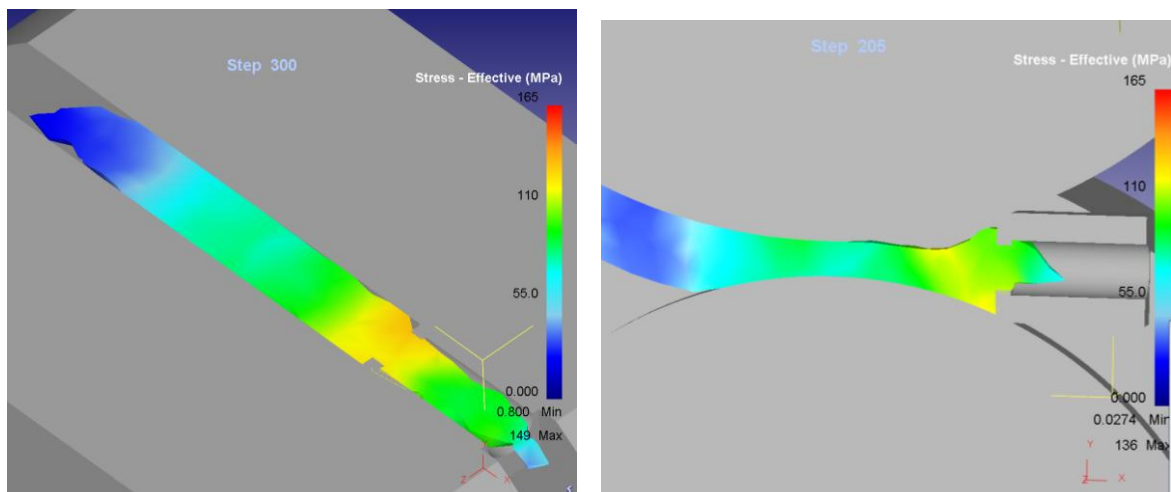 Step 300
Stress - Effective (MPa)
165
110
55.0
0.000
0.800 Min
149 Max
Z X
Step 205
Stress - Effective (MPa)
165
110
55.0
0.000
0.0274 Min
136 Max
Y
Z X